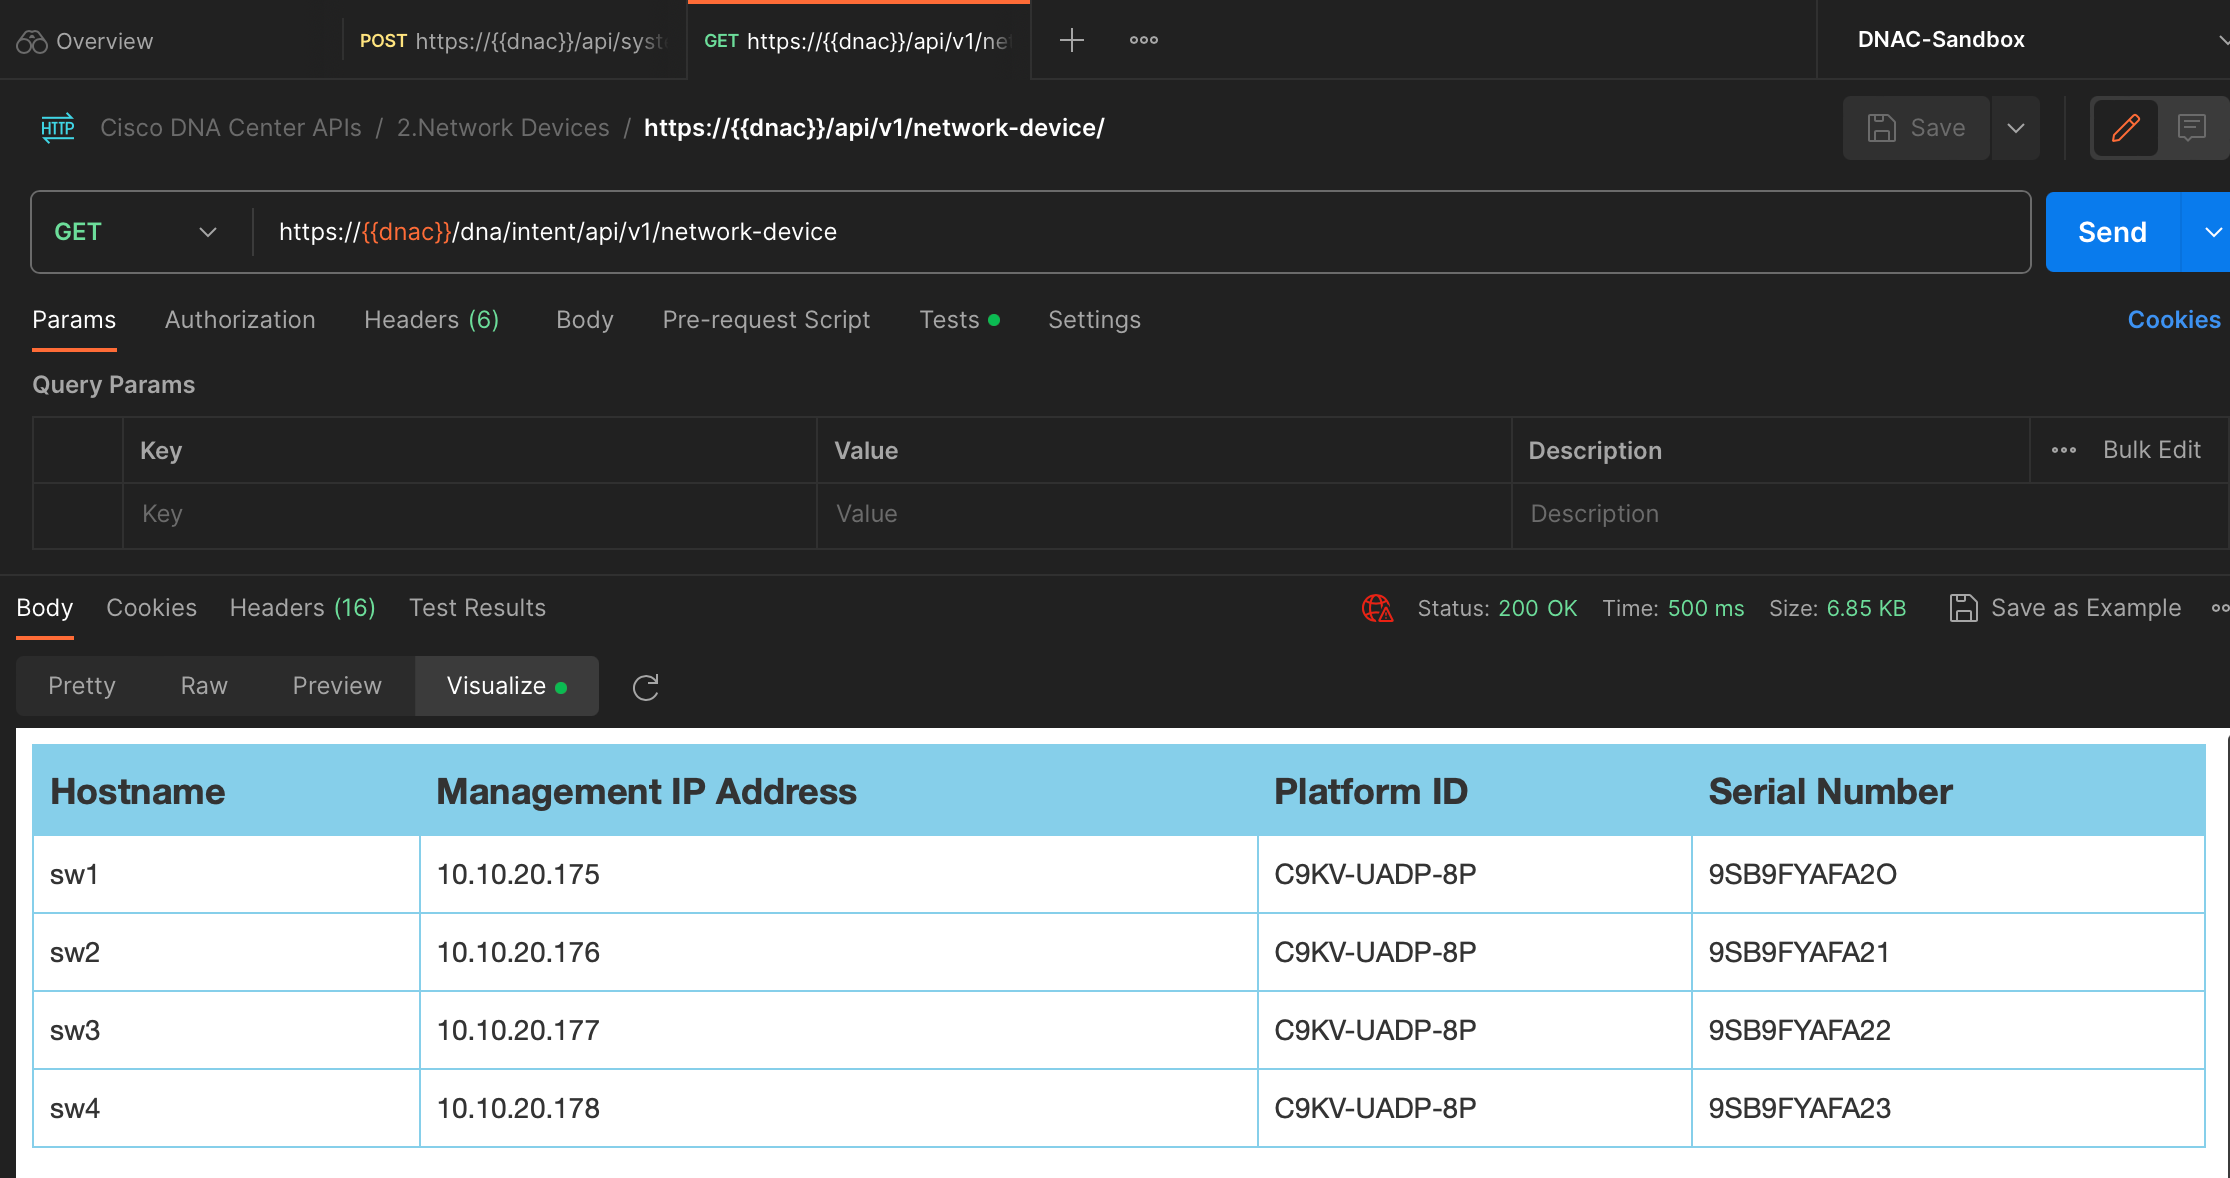 Overview
POST https://{{dnac}}/api/syst
GET https://{{dnac}}/api/v1/ne
DNAC-Sandbox
HTTP Cisco DNA Center APIs / 2.Network Devices / https://{{dnac}}/api/v1/network-device/
Save
GET https://{{dnac}}/dna/intent/api/v1/network-device
Send
Params Authorization Headers (6) Body Pre-request Script Tests Settings Cookies
Query Params
Key Value Description Bulk Edit
Key Value Description
Body Cookies Headers (16) Test Results Status: 200 OK Time: 500 ms Size: 6.85 KB Save as Example
Pretty Raw Preview Visualize
Hostname Management IP Address Platform ID Serial Number
sw1 10.10.20.175 C9KV-UADP-8P 9SB9FYAFA2O
sw2 10.10.20.176 C9KV-UADP-8P 9SB9FYAFA21
sw3 10.10.20.177 C9KV-UADP-8P 9SB9FYAFA22
sw4 10.10.20.178 C9KV-UADP-8P 9SB9FYAFA23